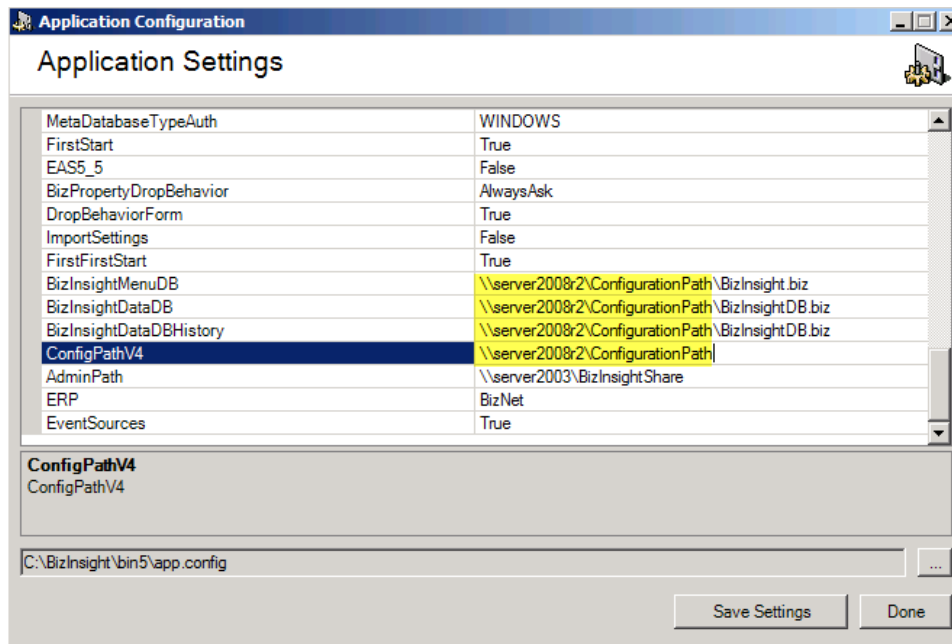 Application Configuration
Application Settings
MetaDatabaseTypeAuth WINDOWS
FirstStart True
EAS5_5 False
BizPropertyDropBehavior AlwaysAsk
DropBehaviorForm True
ImportSettings False
FirstFirstStart True
BizInsightMenuDB \\server2008r2\ConfigurationPath\BizInsight.biz
BizInsightDataDB \\server2008r2\ConfigurationPath\BizInsightDB.biz
BizInsightDataDBHistory \\server2008r2\ConfigurationPath\BizInsightDB.biz
ConfigPathV4 \\server2008r2\ConfigurationPath
AdminPath \\server2003\BizInsightShare
ERP BizNet
EventSources True
ConfigPathV4
ConfigPathV4
C:\BizInsight\bin5\app.config ...
Save Settings Done